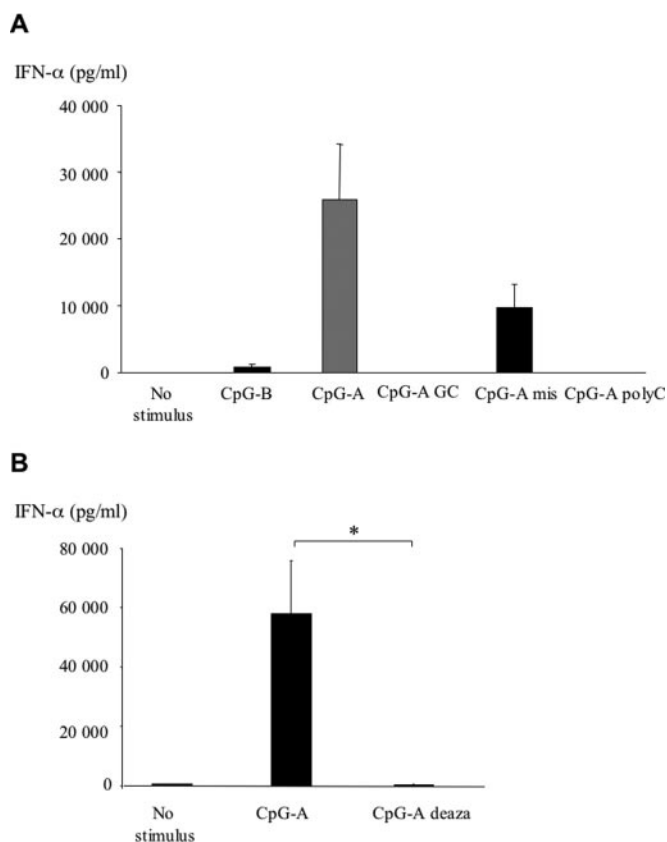 A
IFN-α (pg/ml)
40 000
30 000
20 000
10 000
0
No stimulus
CpG-B
CpG-A
CpG-A GC
CpG-A mis
CpG-A polyC
B
IFN-α (pg/ml)
*
80 000
60 000
40 000
20 000
0
No stimulus
CpG-A
CpG-A deaza